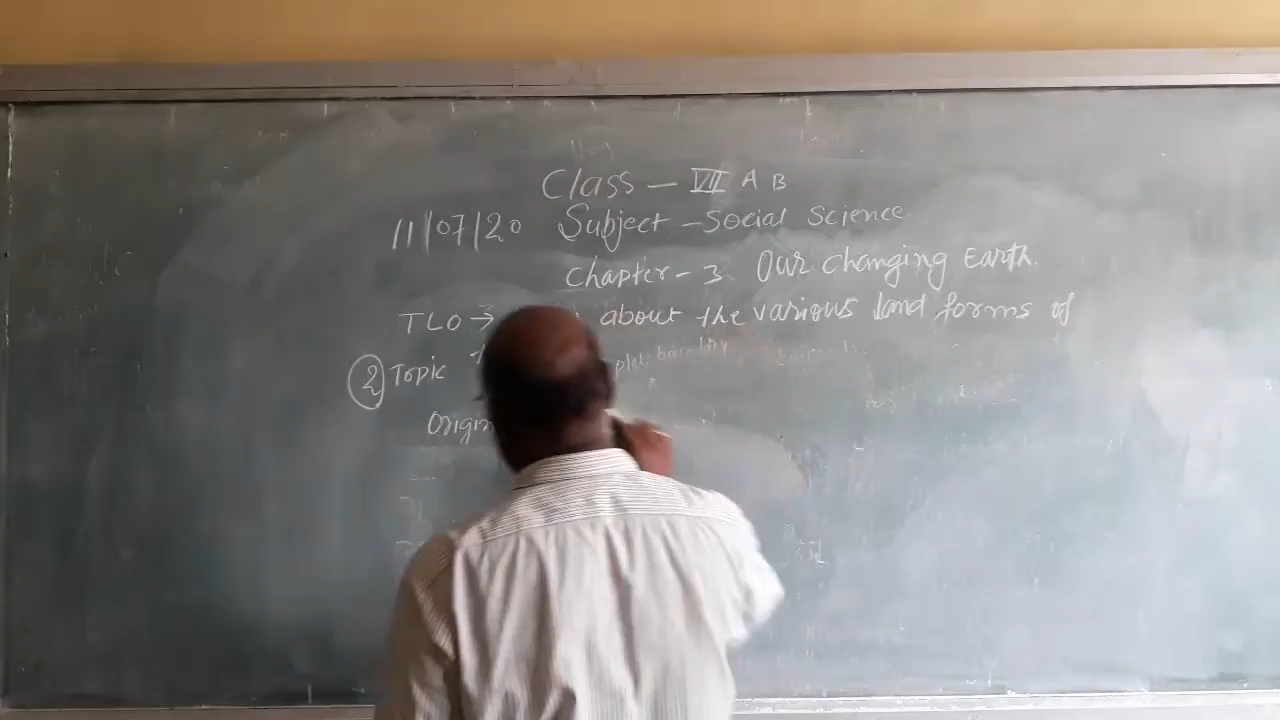 Class - VII A B
11/07/20 Subject - Social Science
Chapter - 3. Our changing Earth.
TLO → about the various land forms of
② Topic
Origin